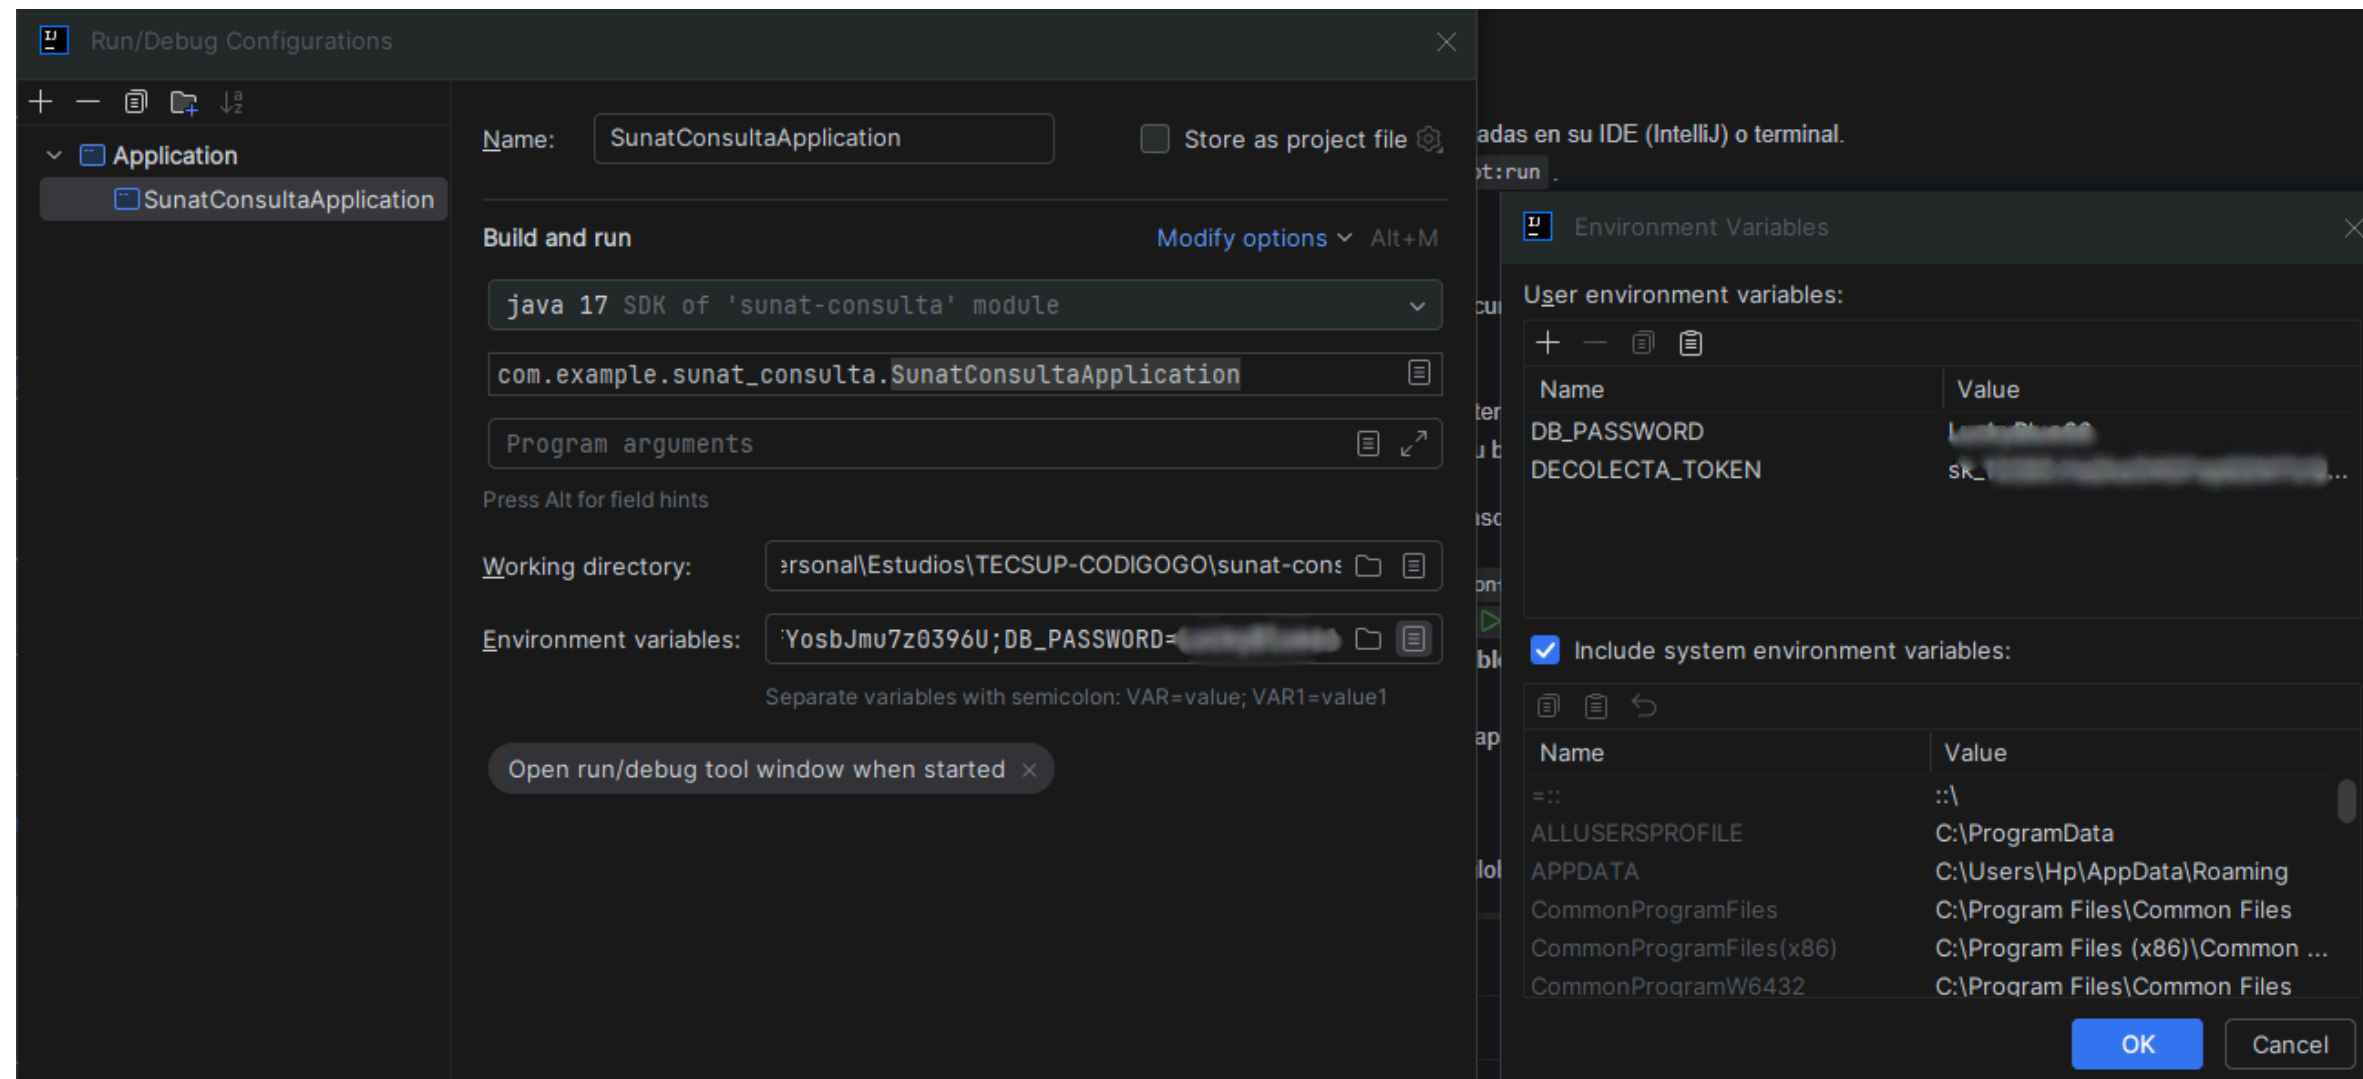 Run/Debug Configurations
Application
SunatConsultaApplication
Name: SunatConsultaApplication
Store as project file
Build and run
Modify options Alt+M
java 17 SDK of 'sunat-consulta' module
com.example.sunat_consulta.SunatConsultaApplication
Program arguments
Press Alt for field hints
Working directory: ersonal\Estudios\TECSUP-CODIGOGO\sunat-cons
Environment variables: YosbJmu7z0396U;DB_PASSWORD=
Separate variables with semicolon: VAR=value; VAR1=value1
Open run/debug tool window when started
adas en su IDE (IntelliJ) o terminal.
ot:run .
Environment Variables
User environment variables:
Name Value
DB_PASSWORD
DECOLECTA_TOKEN sk_
Include system environment variables:
Name Value
=:: ::\
ALLUSERSPROFILE C:\ProgramData
APPDATA C:\Users\Hp\AppData\Roaming
CommonProgramFiles C:\Program Files\Common Files
CommonProgramFiles(x86) C:\Program Files (x86)\Common ...
CommonProgramW6432 C:\Program Files\Common Files
OK Cancel